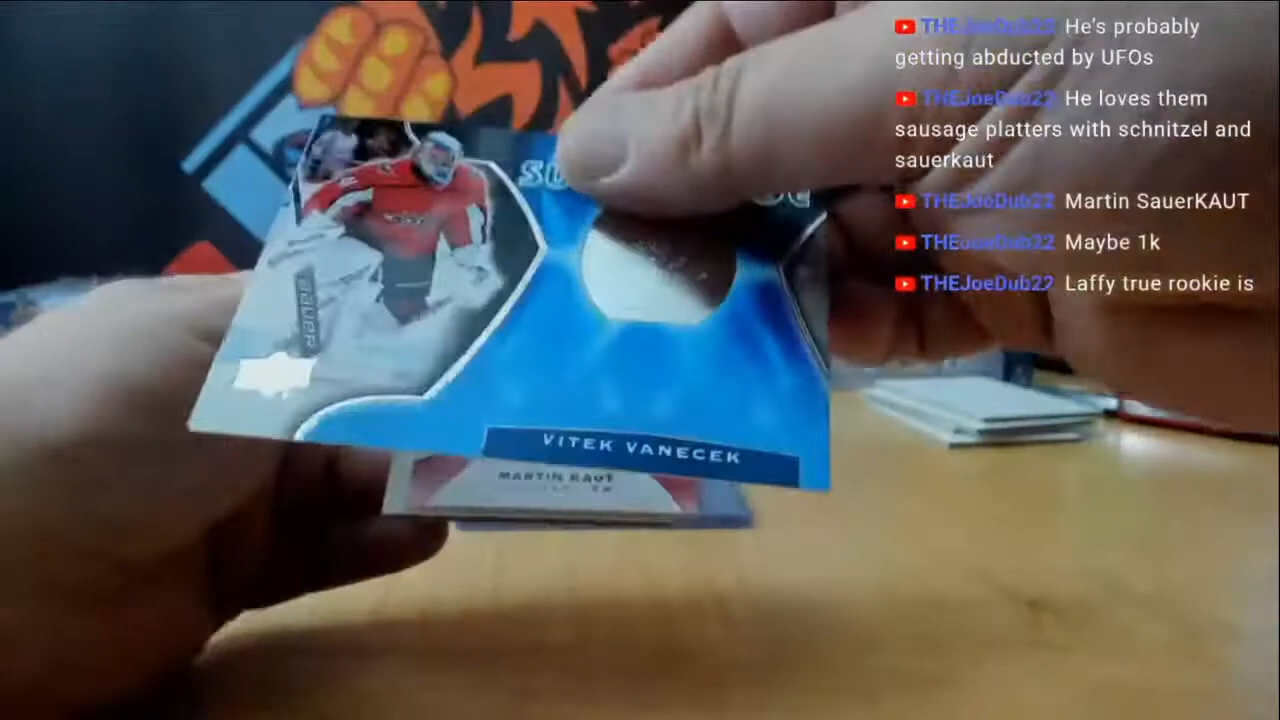 THEJoeDub22 He's probably
getting abducted by UFOs
THEJoeDub22 He loves them
sausage platters with schnitzel and
sauerkaut
THEJoeDub22 Martin SauerKAUT
THEJoeDub22 Maybe 1k
THEJoeDub22 Laffy true rookie is
BAUER
VITEK VANECEK
MARTIN KAUT